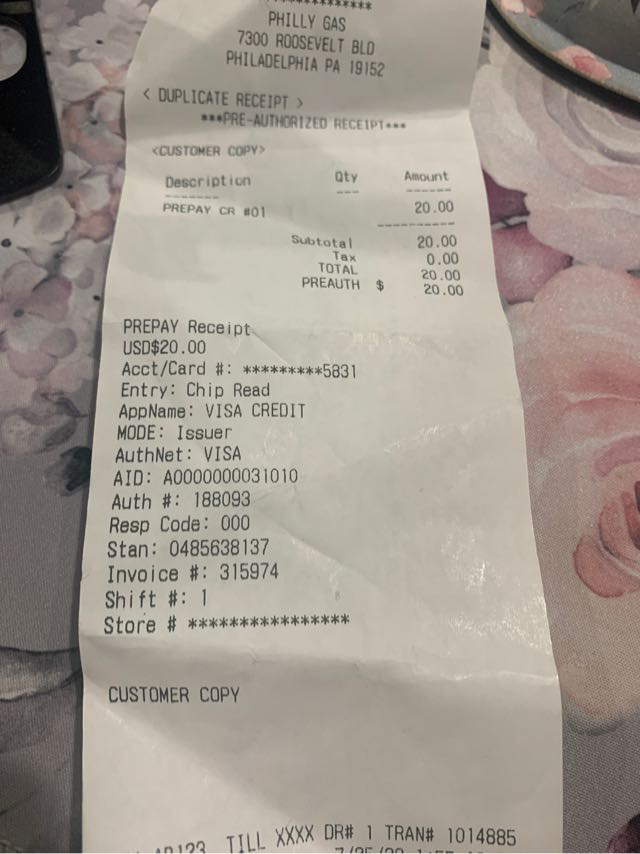 PHILLY GAS
7300 ROOSEVELT BLD
PHILADELPHIA PA 19152
< DUPLICATE RECEIPT >
***PRE-AUTHORIZED RECEIPT***
<CUSTOMER COPY>
Description Qty Amount
PREPAY CR #01 20.00
Subtotal 20.00
Tax 0.00
TOTAL 20.00
PREAUTH $ 20.00
PREPAY Receipt
USD$20.00
Acct/Card #: *********5831
Entry: Chip Read
AppName: VISA CREDIT
MODE: Issuer
AuthNet: VISA
AID: A0000000031010
Auth #: 188093
Resp Code: 000
Stan: 0485638137
Invoice #: 315974
Shift #: 1
Store # ****************
CUSTOMER COPY
TILL XXXX DR# 1 TRAN# 1014885